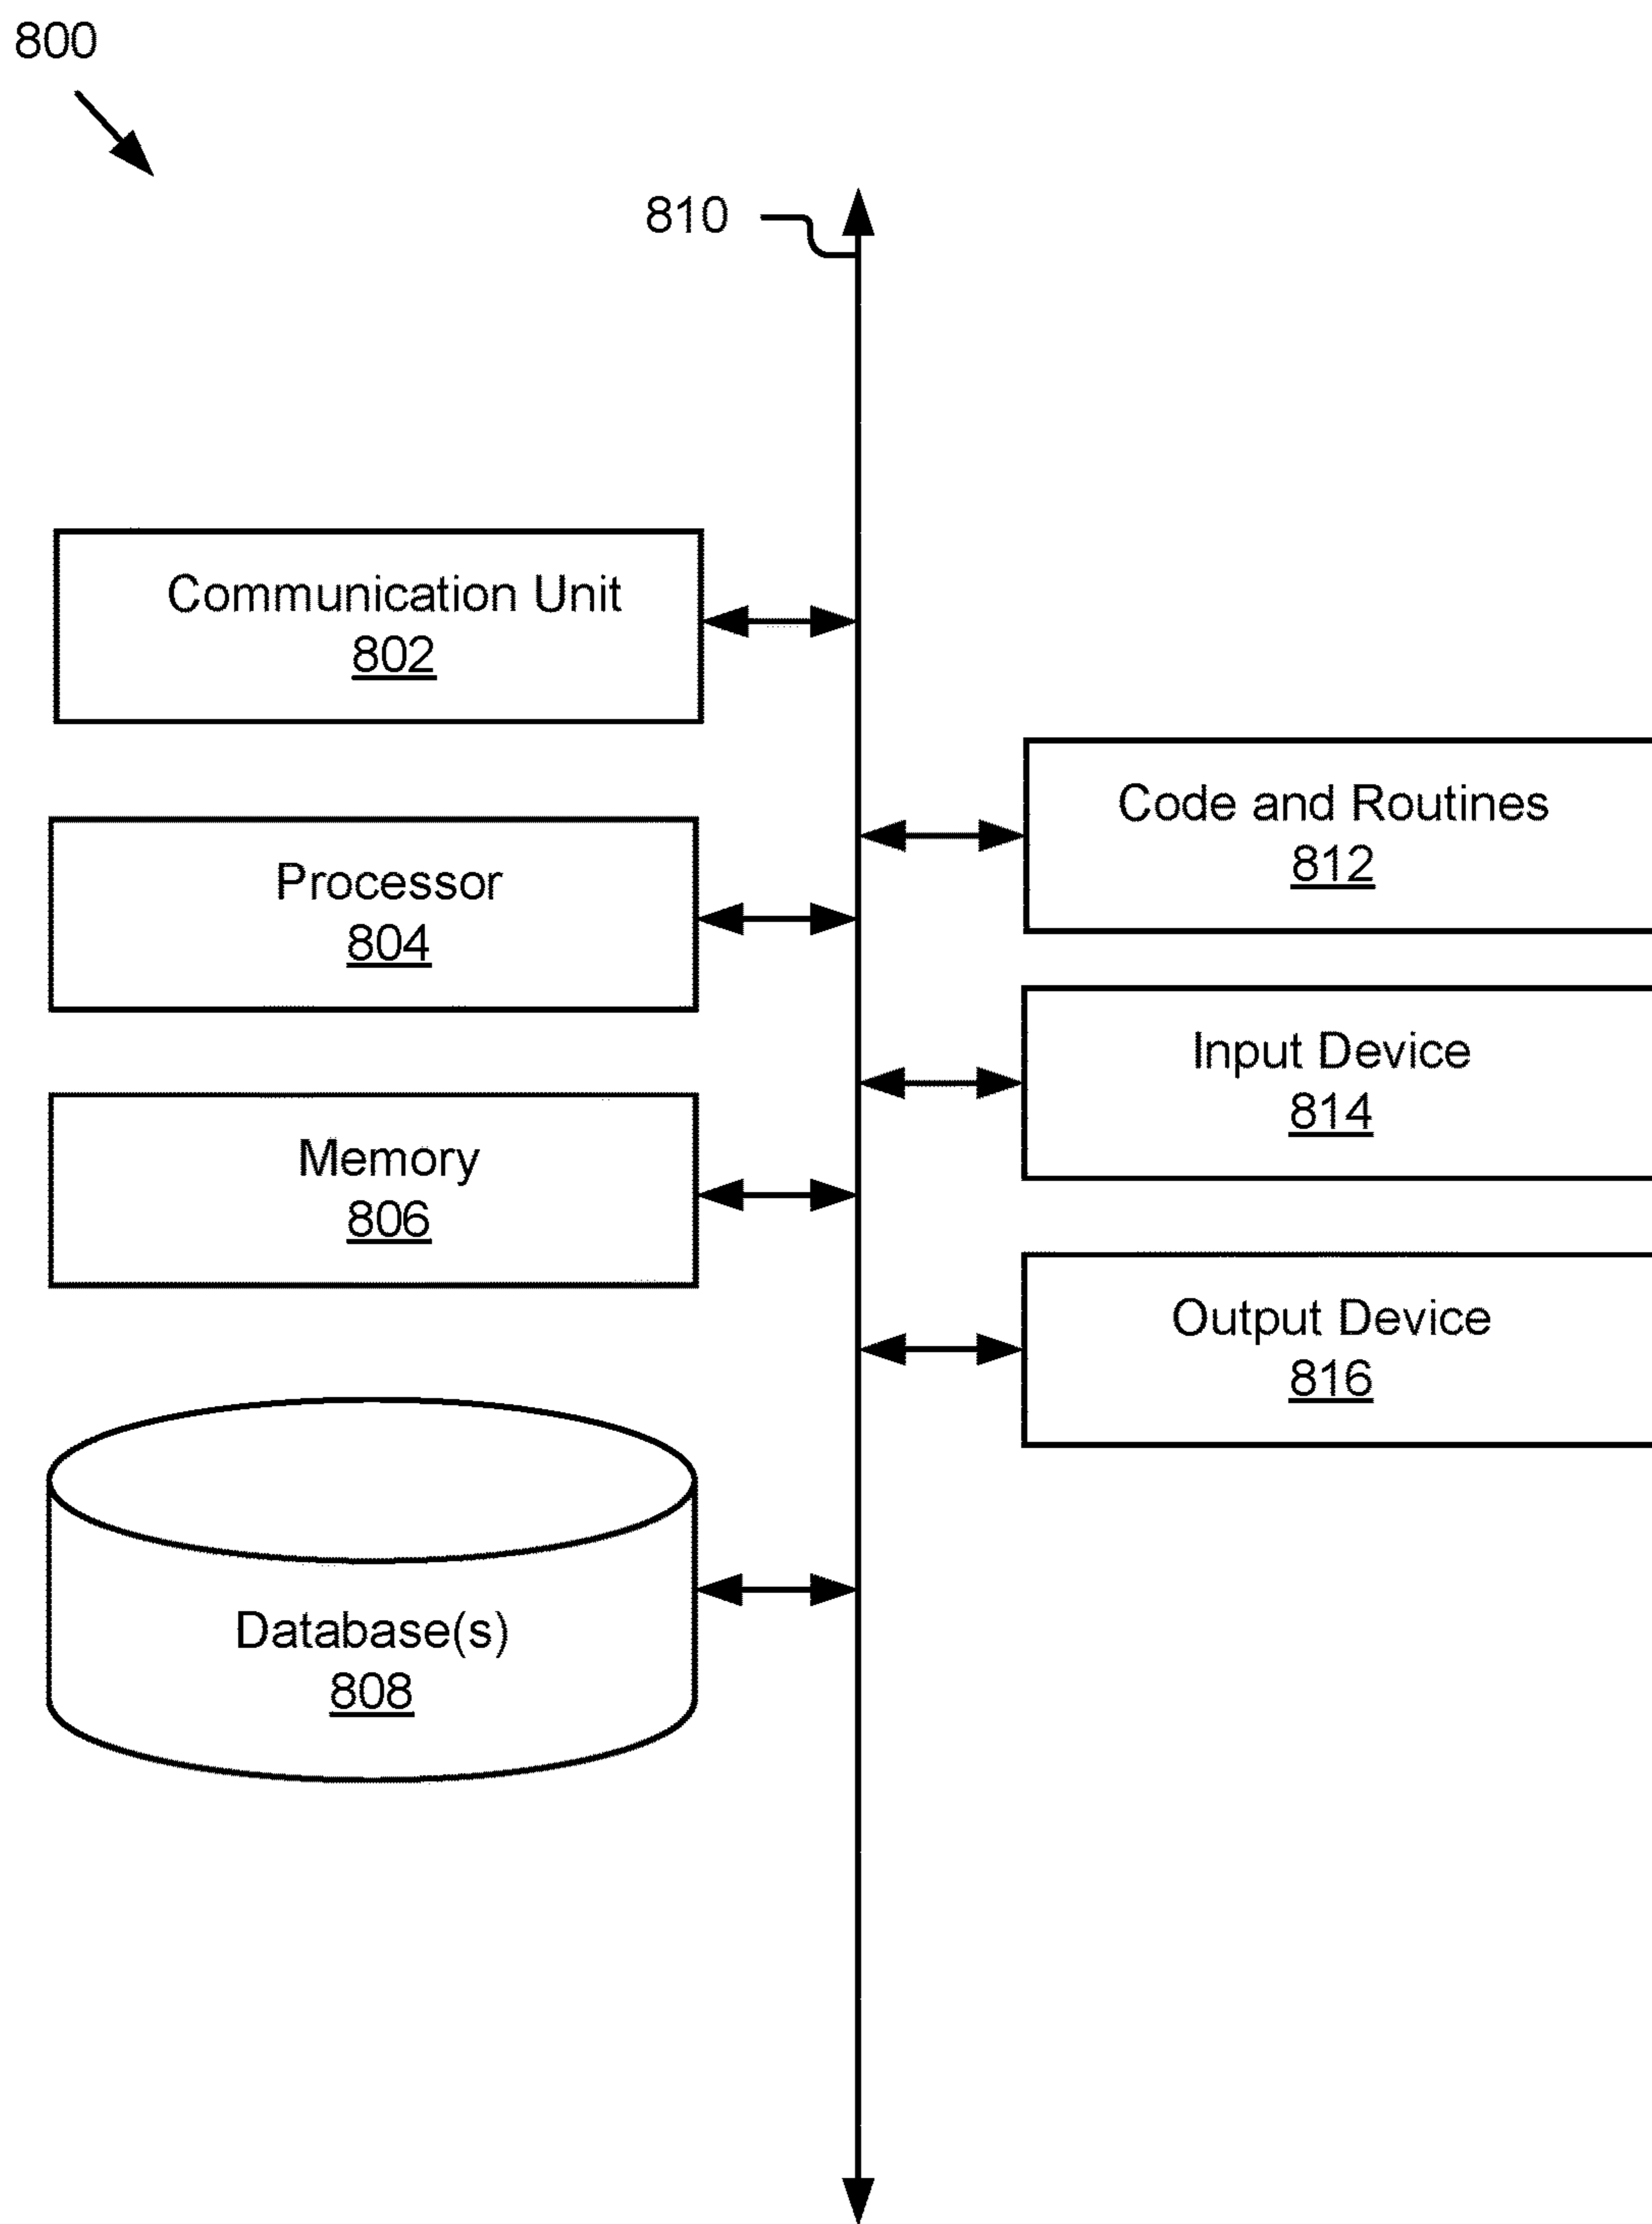 800
810
Communication Unit
802
Processor
804
Memory
806
Database(s)
808
Code and Routines
812
Input Device
814
Output Device
816